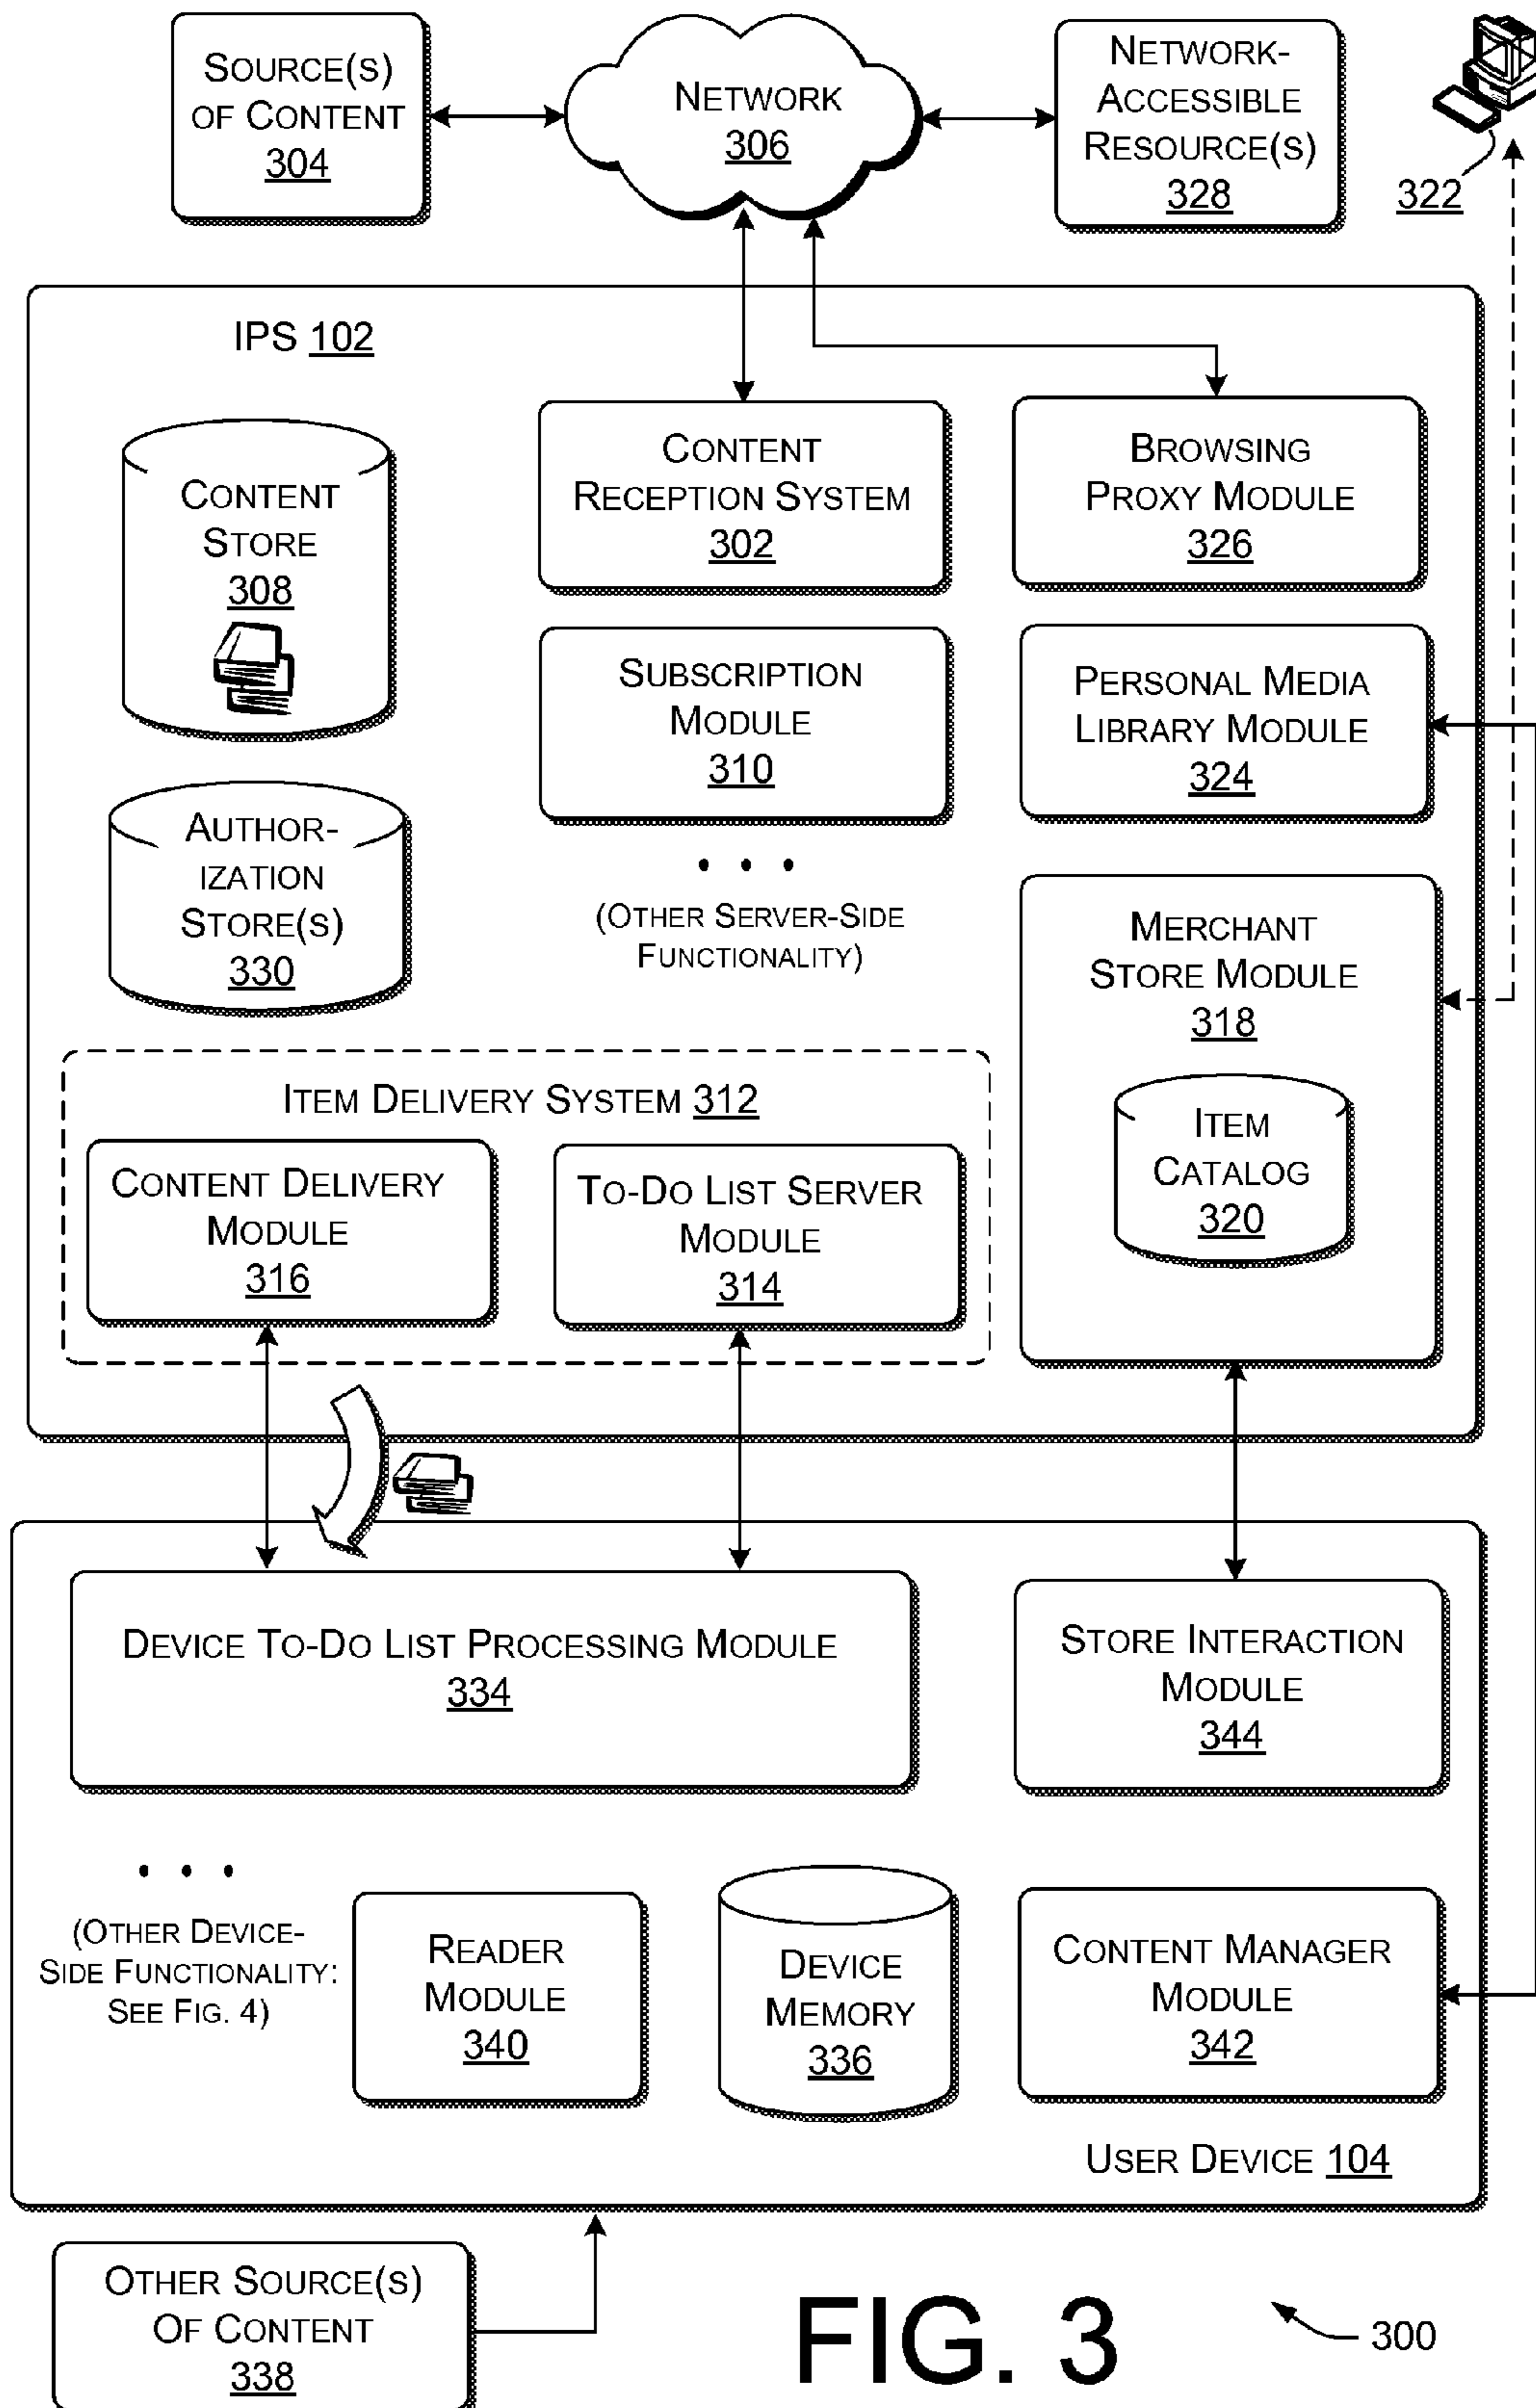 SOURCE(S)
OF CONTENT
304
NETWORK
306
NETWORK-
ACCESSIBLE
RESOURCE(S)
328
322
IPS 102
CONTENT
STORE
308
CONTENT
RECEPTION SYSTEM
302
BROWSING
PROXY MODULE
326
SUBSCRIPTION
MODULE
310
PERSONAL MEDIA
LIBRARY MODULE
324
AUTHOR-
IZATION
STORE(S)
330
• • •
(OTHER SERVER-SIDE
FUNCTIONALITY)
MERCHANT
STORE MODULE
318
ITEM
CATALOG
320
ITEM DELIVERY SYSTEM 312
CONTENT DELIVERY
MODULE
316
TO-DO LIST SERVER
MODULE
314
DEVICE TO-DO LIST PROCESSING MODULE
334
STORE INTERACTION
MODULE
344
• • •
(OTHER DEVICE-
SIDE FUNCTIONALITY:
SEE FIG. 4)
READER
MODULE
340
DEVICE
MEMORY
336
CONTENT MANAGER
MODULE
342
USER DEVICE 104
OTHER SOURCE(S)
OF CONTENT
338
FIG. 3
300